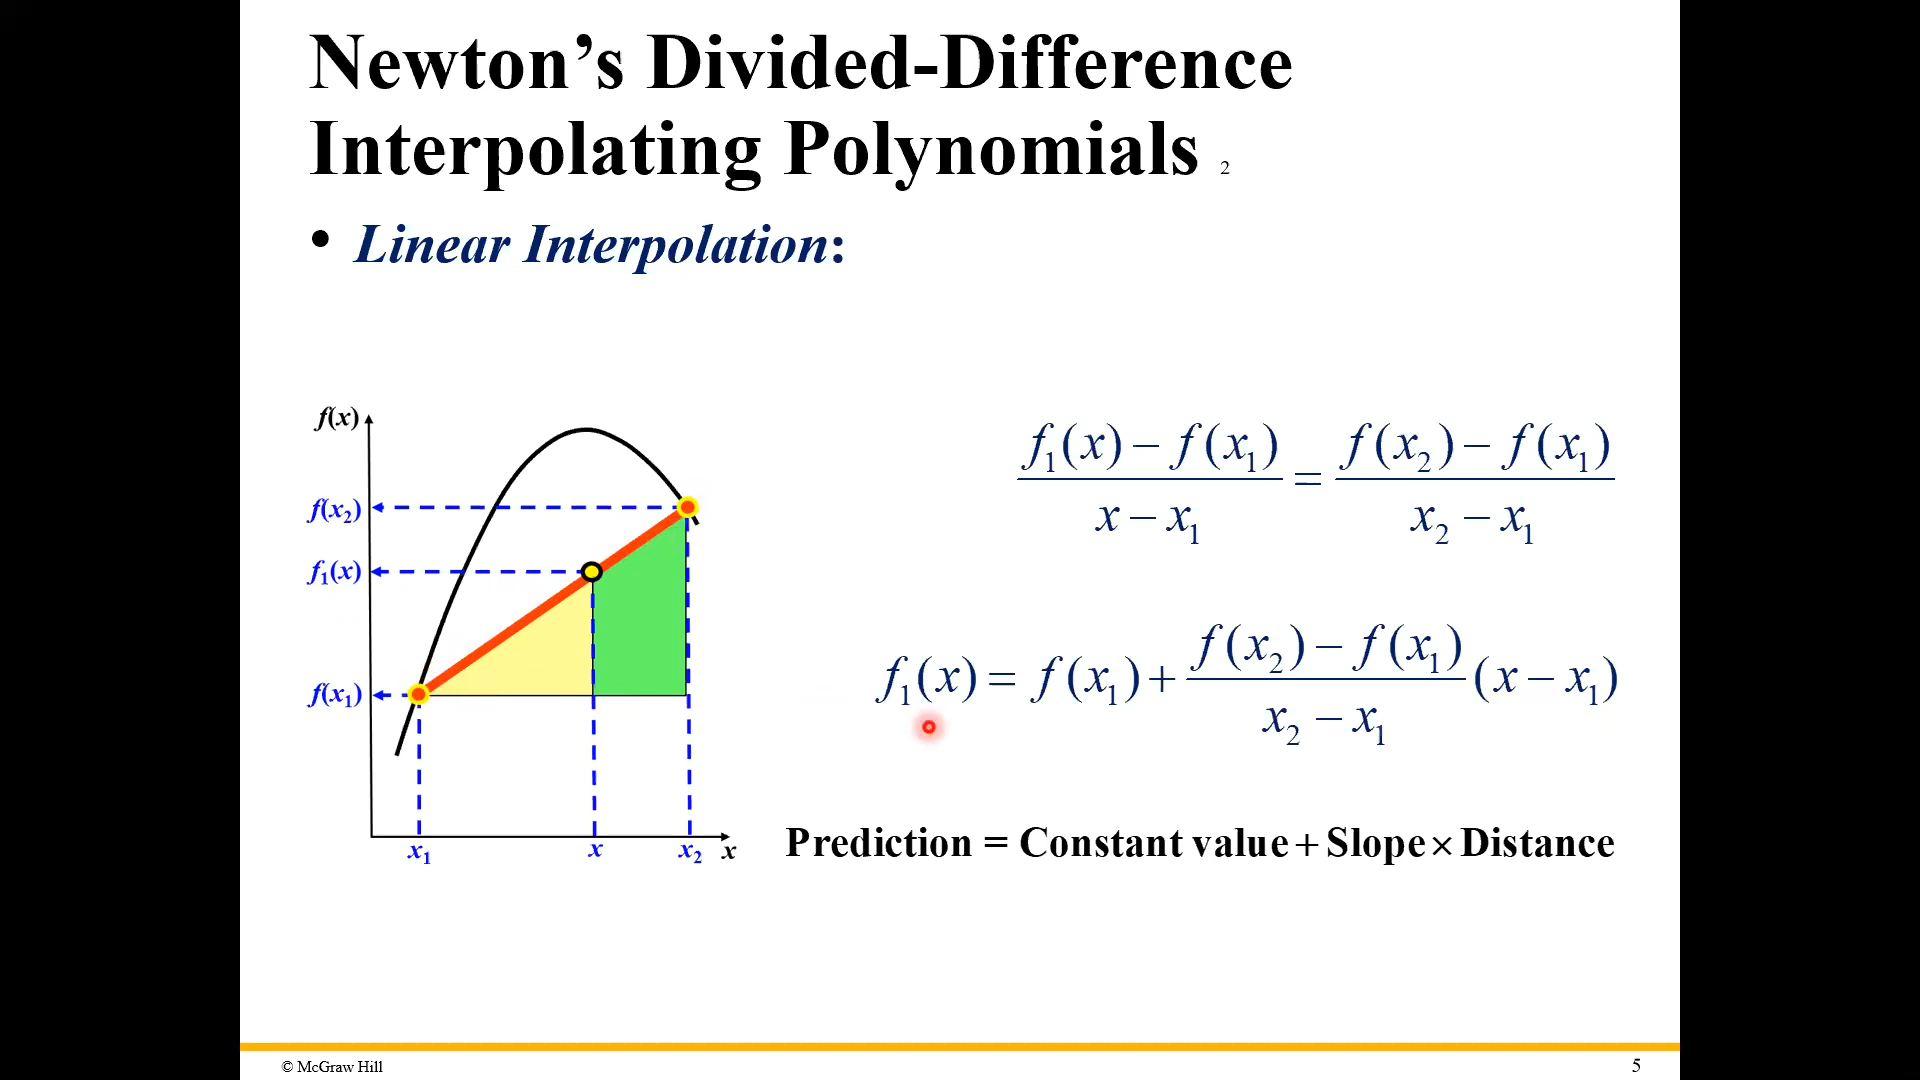 Newton’s Divided-Difference
Interpolating Polynomials 2
• Linear Interpolation:
f(x)
f(x₂)
f₁(x)
f(x₁)
x₁ x x₂ x
(f₁(x) − f(x₁)) / (x − x₁) = (f(x₂) − f(x₁)) / (x₂ − x₁)
f₁(x) = f(x₁) + (f(x₂) − f(x₁)) / (x₂ − x₁) (x − x₁)
Prediction = Constant value + Slope × Distance
© McGraw Hill
5